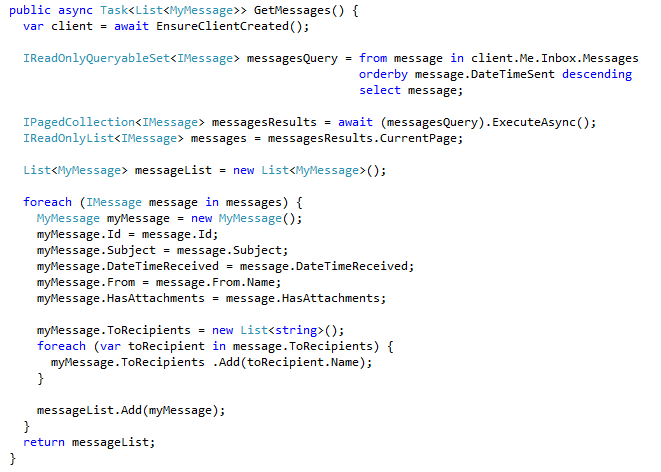 public async Task<List<MyMessage>> GetMessages() {
  var client = await EnsureClientCreated();

  IReadOnlyQueryableSet<IMessage> messagesQuery = from message in client.Me.Inbox.Messages
                                                  orderby message.DateTimeSent descending
                                                  select message;

  IPagedCollection<IMessage> messagesResults = await (messagesQuery).ExecuteAsync();
  IReadOnlyList<IMessage> messages = messagesResults.CurrentPage;

  List<MyMessage> messageList = new List<MyMessage>();

  foreach (IMessage message in messages) {
    MyMessage myMessage = new MyMessage();
    myMessage.Id = message.Id;
    myMessage.Subject = message.Subject;
    myMessage.DateTimeReceived = message.DateTimeReceived;
    myMessage.From = message.From.Name;
    myMessage.HasAttachments = message.HasAttachments;

    myMessage.ToRecipients = new List<string>();
    foreach (var toRecipient in message.ToRecipients) {
      myMessage.ToRecipients .Add(toRecipient.Name);
    }

    messageList.Add(myMessage);
  }
  return messageList;
}